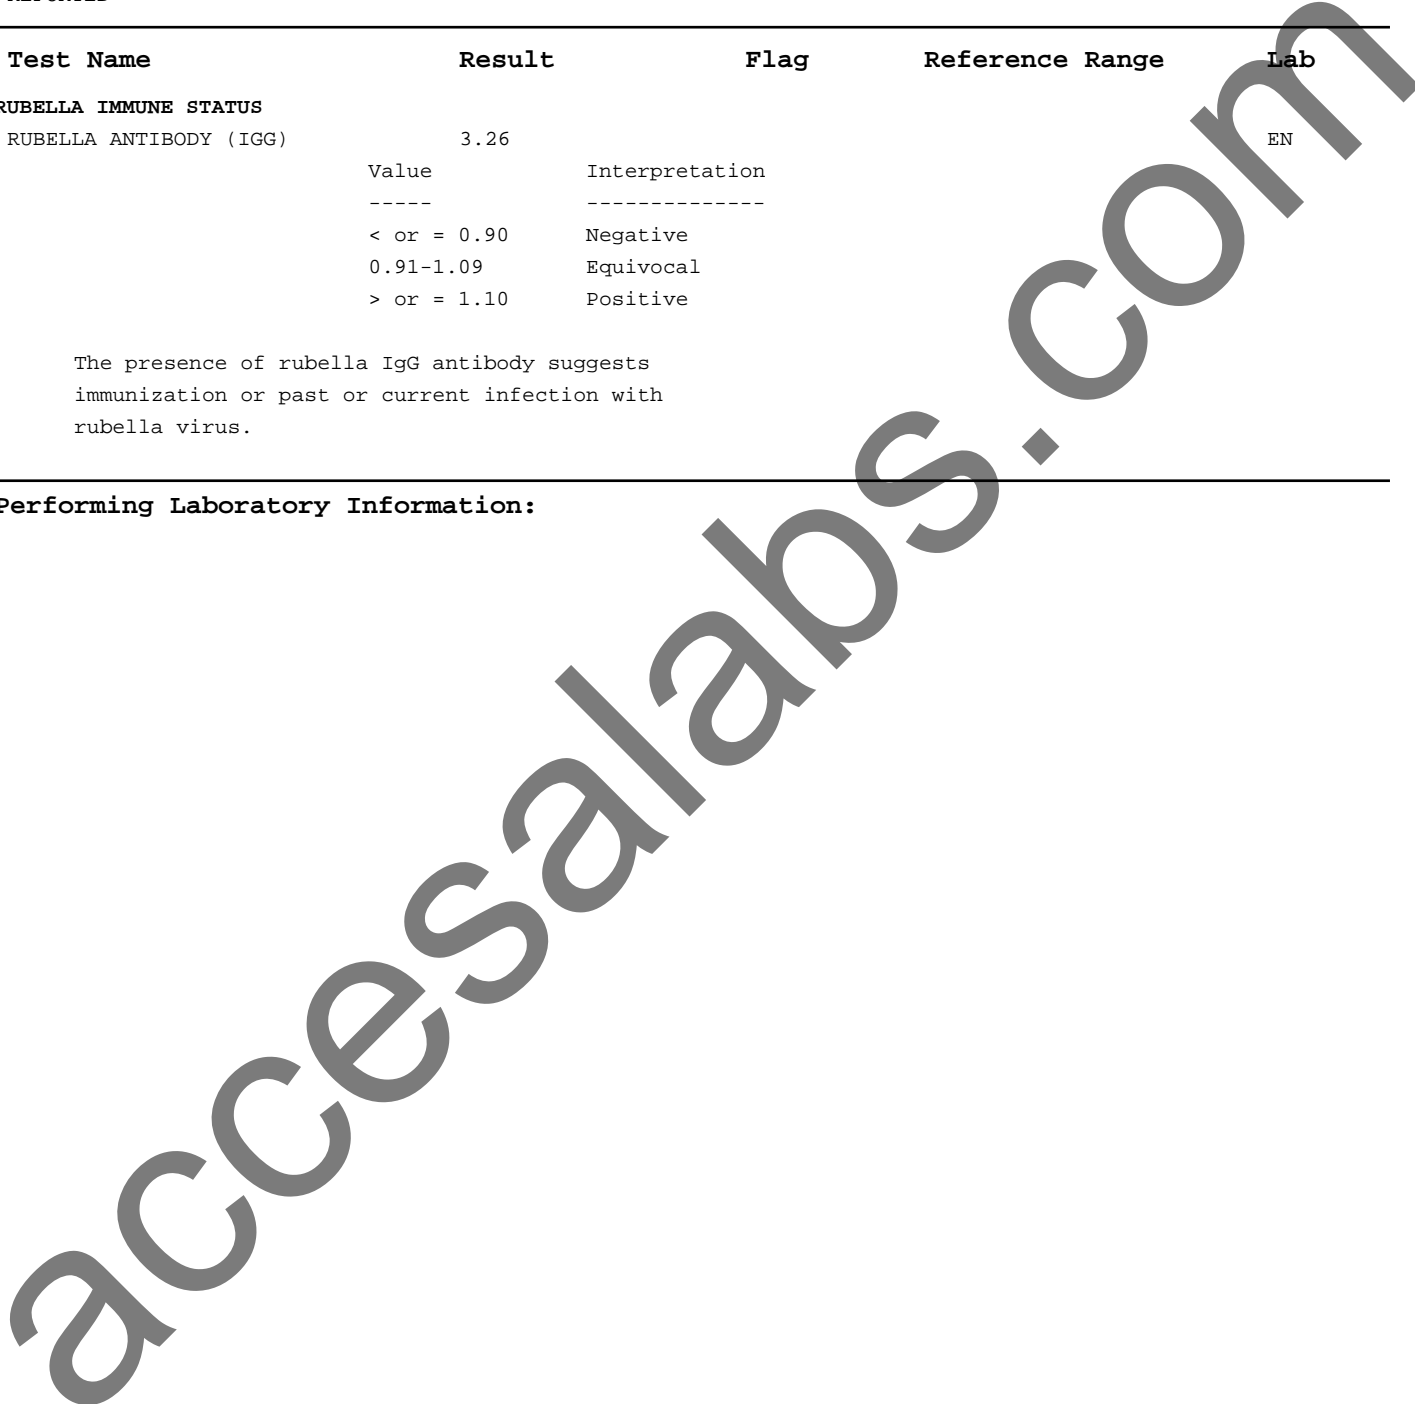 Test Name Result Flag Reference Range Lab
RUBELLA IMMUNE STATUS
RUBELLA ANTIBODY (IGG) 3.26 EN
Value Interpretation
----- --------------
< or = 0.90 Negative
0.91-1.09 Equivocal
> or = 1.10 Positive
The presence of rubella IgG antibody suggests
immunization or past or current infection with
rubella virus.
Performing Laboratory Information:
accesalabs.com